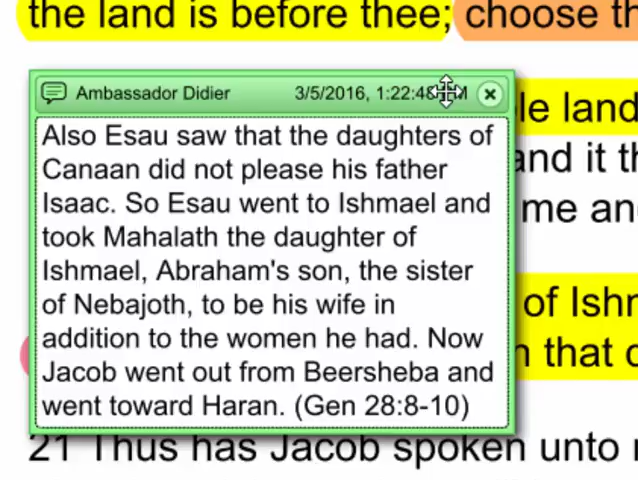 the land is before thee; choose th
Ambassador Didier 3/5/2016, 1:22:48 PM
Also Esau saw that the daughters of
Canaan did not please his father
Isaac. So Esau went to Ishmael and
took Mahalath the daughter of
Ishmael, Abraham's son, the sister
of Nebajoth, to be his wife in
addition to the women he had. Now
Jacob went out from Beersheba and
went toward Haran. (Gen 28:8-10)
le land
and it th
me an
of Ishm
that
21 Thus has Jacob spoken unto